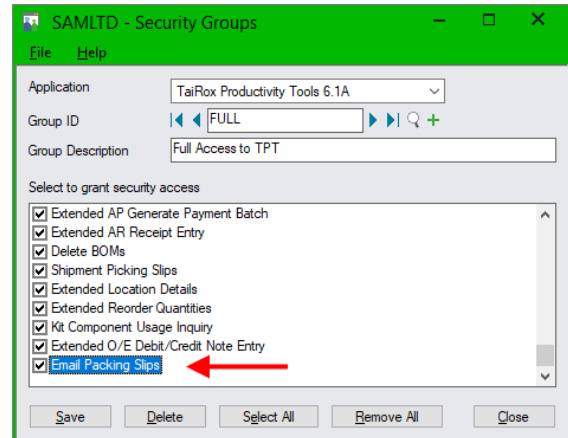 SAMLTD - Security Groups
File Help
Application TaiRox Productivity Tools 6.1A
Group ID FULL
Group Description Full Access to TPT
Select to grant security access
Extended AP Generate Payment Batch
Extended AR Receipt Entry
Delete BOMs
Shipment Picking Slips
Extended Location Details
Extended Reorder Quantities
Kit Component Usage Inquiry
Extended O/E Debit/Credit Note Entry
Email Packing Slips
Save Delete Select All Remove All Close